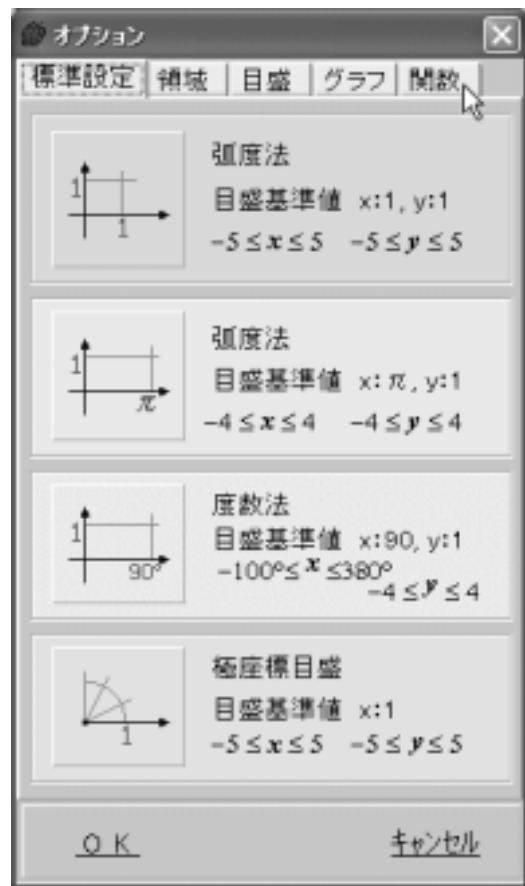 オプション
標準設定 領域 目盛 グラフ 関数
1
1
弧度法
目盛基準値 x:1, y:1
-5≤x≤5 -5≤y≤5
1
π
弧度法
目盛基準値 x:π, y:1
-4≤x≤4 -4≤y≤4
1
90°
度数法
目盛基準値 x:90, y:1
-100°≤x≤380°
-4≤y≤4
1
極座標目盛
目盛基準値 x:1
-5≤x≤5 -5≤y≤5
OK キャンセル